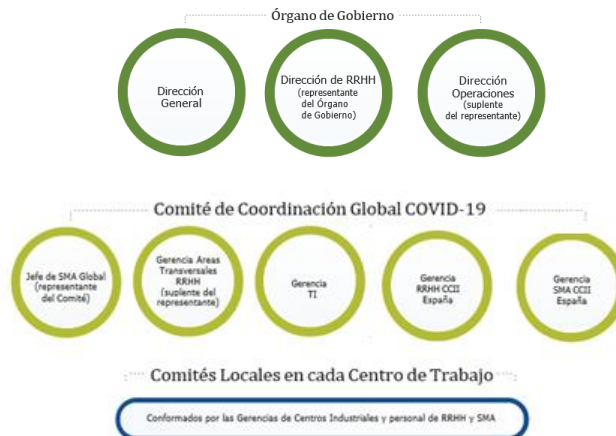 Órgano de Gobierno
Dirección
General
Dirección de RRHH
(representante
del Órgano
de Gobierno)
Dirección
Operaciones
(suplente
del representante)
Comité de Coordinación Global COVID-19
Jefe de SMA Global
(representante
del Comité)
Gerencia Áreas
Transversales
RRHH
(suplente del
representante)
Gerencia
TI
Gerencia
RRHH CCII
España
Gerencia
SMA CCII
España
Comités Locales en cada Centro de Trabajo
Conformados por las Gerencias de Centros Industriales y personal de RRHH y SMA